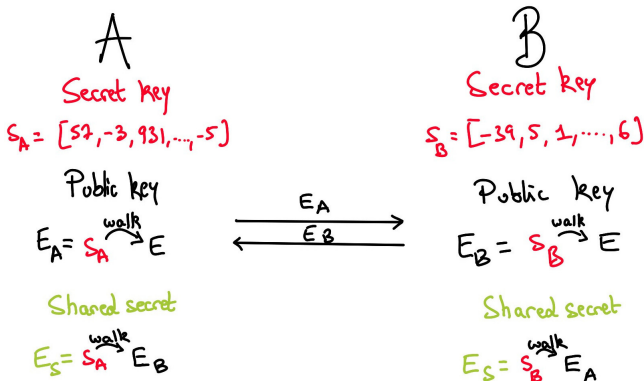 A
Secret key
S_A = [57, -3, 931, ..., -5]
Public key
E_A = S_A walk E
Shared secret
E_S = S_A walk E_B
E_A
E_B
B
Secret key
S_B = [-39, 5, 1, ...., 6]
Public key
E_B = S_B walk E
Shared secret
E_S = S_B walk E_A